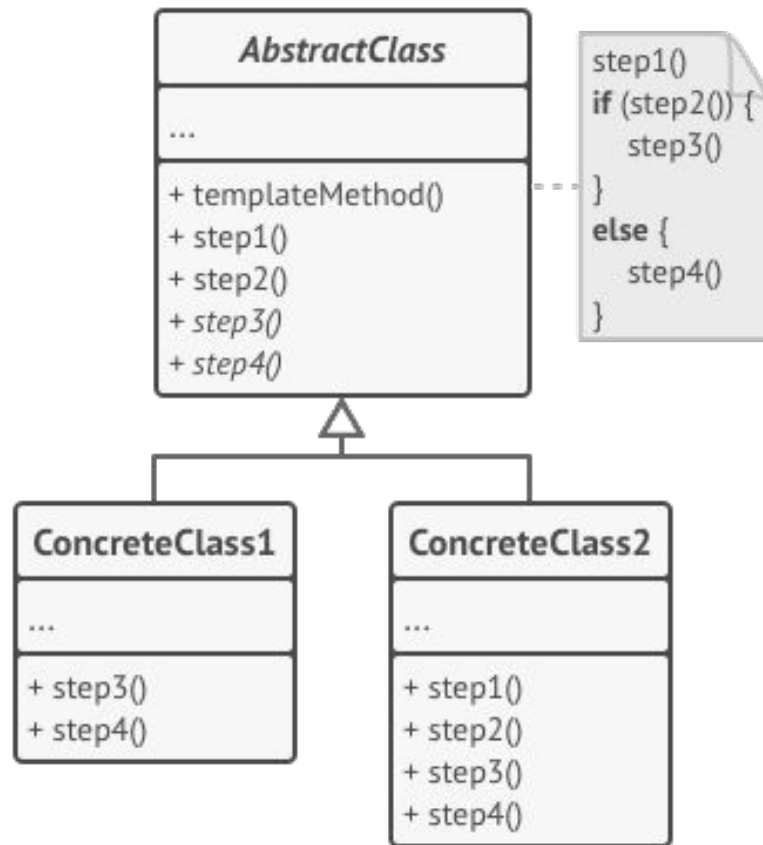 AbstractClass
...
+ templateMethod()
+ step1()
+ step2()
+ step3()
+ step4()
step1()
if (step2()) {
step3()
}
else {
step4()
}
ConcreteClass1
...
+ step3()
+ step4()
ConcreteClass2
...
+ step1()
+ step2()
+ step3()
+ step4()